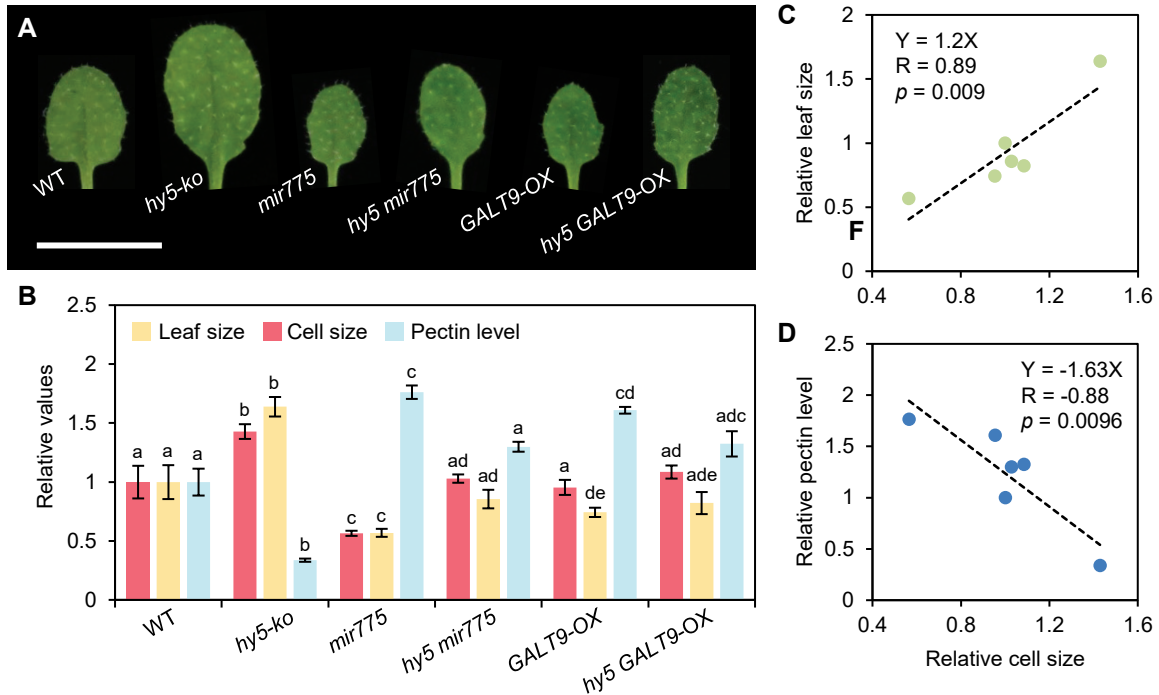 A
WT
hy5-ko
mir775
hy5 mir775
GALT9-OX
hy5 GALT9-OX
B
2.5
2
1.5
1
0.5
0
Relative values
Leaf size Cell size Pectin level
a a a
b b b
c c c
ad ad a
a de cd
ad ade adc
WT
hy5-ko
mir775
hy5 mir775
GALT9-OX
hy5 GALT9-OX
C
2
1.5
1
0.5
0
Relative leaf size
Y = 1.2X
R = 0.89
p = 0.009
F
0.4 0.8 1.2 1.6
D
2.5
2
1.5
1
0.5
0
Relative pectin level
Y = -1.63X
R = -0.88
p = 0.0096
0.4 0.8 1.2 1.6
Relative cell size